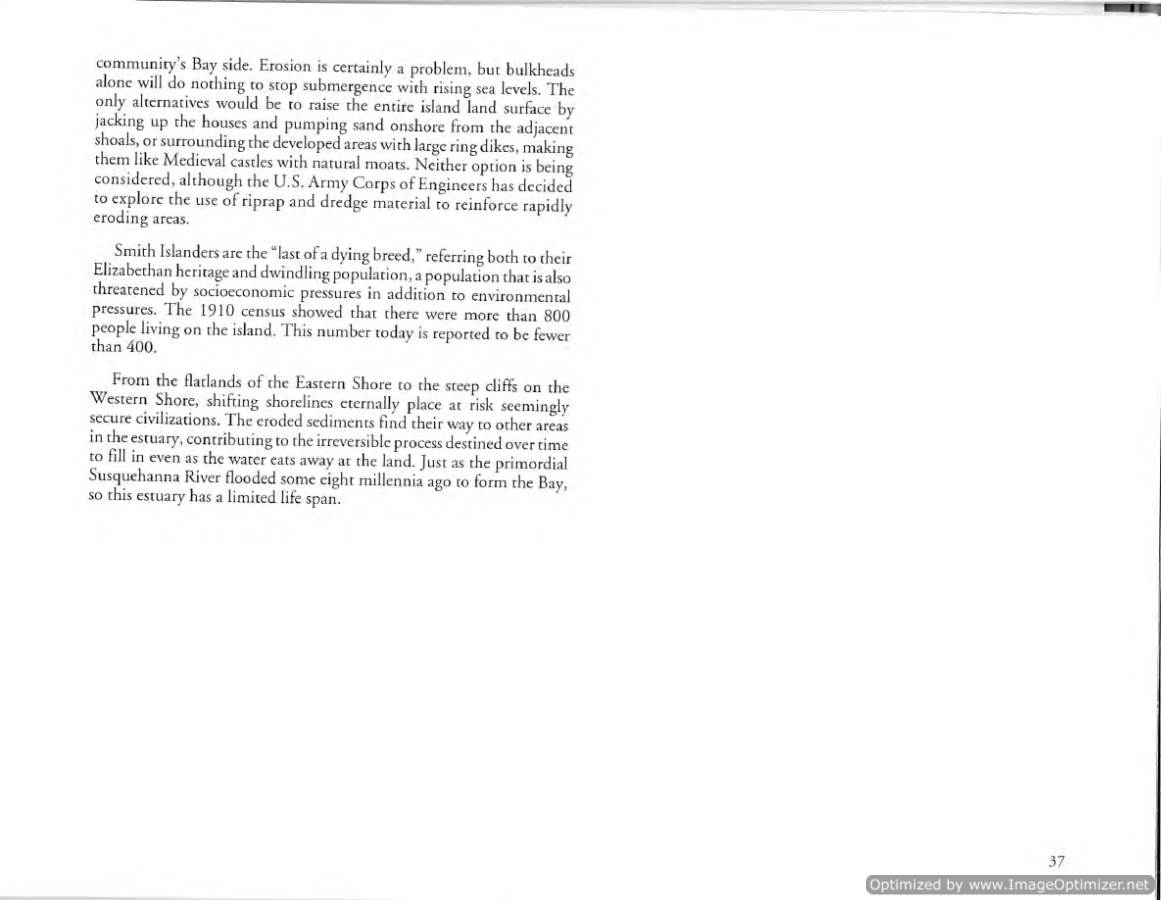 community's Bay side. Erosion is certainly a problem, but bulkheads
alone will do nothing to stop submergence with rising sea levels. The
only alternatives would be to raise the entire island land surface by
jacking up the houses and pumping sand onshore from the adjacent
shoals, or surrounding the developed areas with large ring dikes, making
them like Medieval castles with natural moats. Neither option is being
considered, although the U.S. Army Corps of Engineers has decided
to explore the use of riprap and dredge material to reinforce rapidly
eroding areas.
Smith Islanders are the "last of a dying breed," referring both to their
Elizabethan heritage and dwindling population, a population that is also
threatened by socioeconomic pressures in addition to environmental
pressures. The 1910 census showed that there were more than 800
people living on the island. This number today is reported to be fewer
than 400.
From the flatlands of the Eastern Shore to the steep cliffs on the
Western Shore, shifting shorelines eternally place at risk seemingly
secure civilizations. The eroded sediments find their way to other areas
in the estuary, contributing to the irreversible process destined over time
to fill in even as the water eats away at the land. Just as the primordial
Susquehanna River flooded some eight millennia ago to form the Bay,
so this estuary has a limited life span.
37
Optimized by www.ImageOptimizer.net